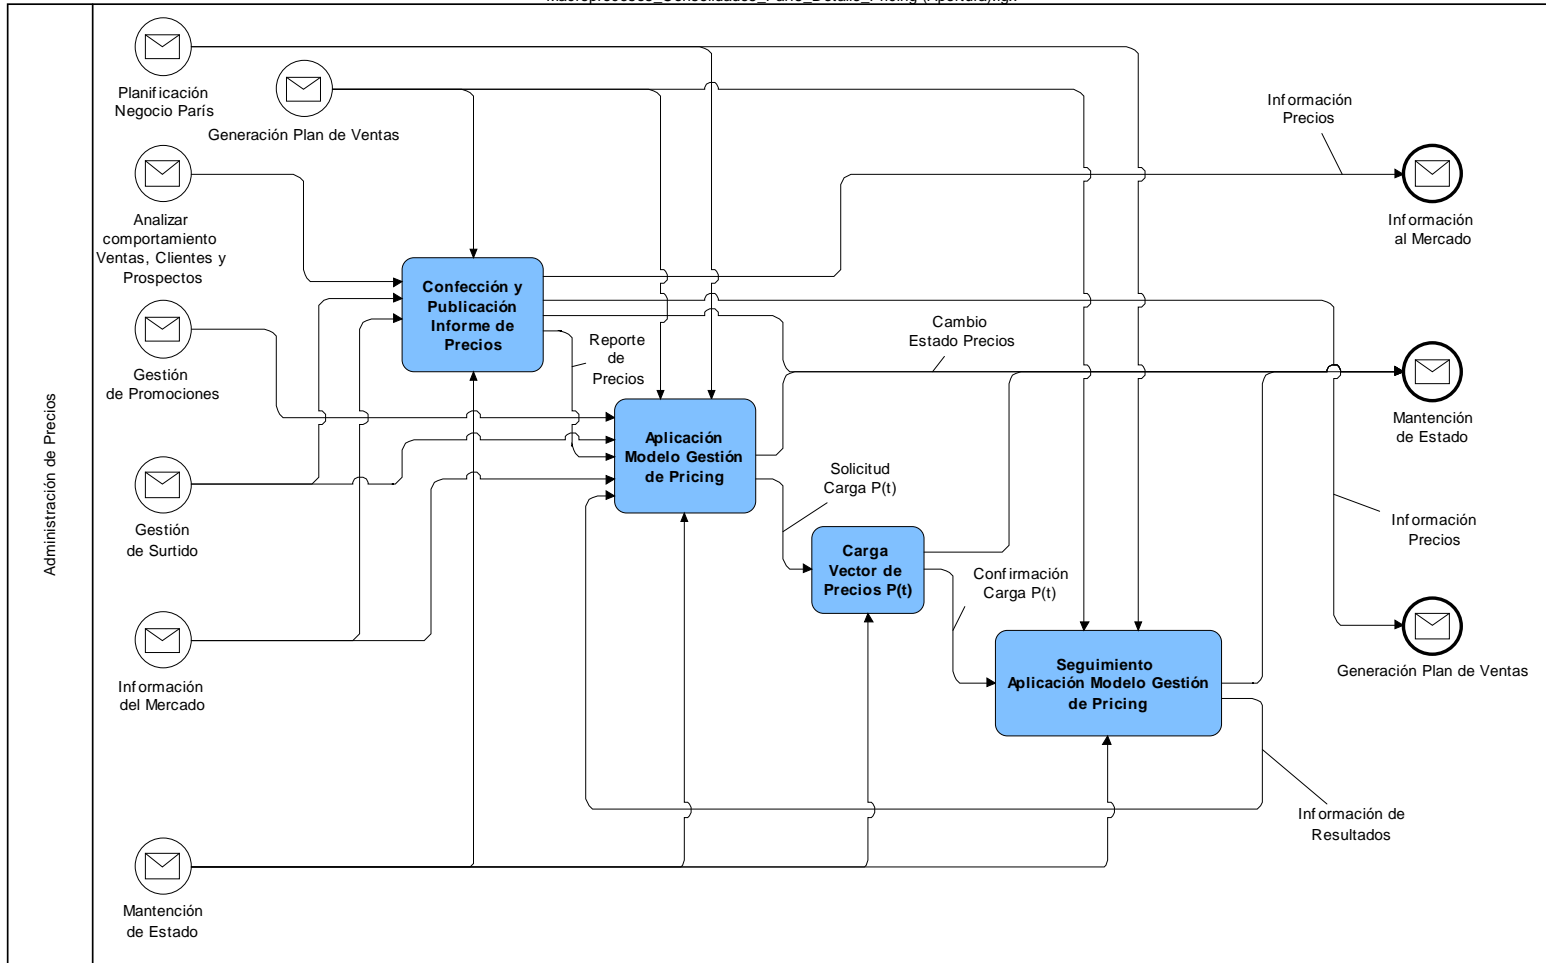 Planificación
Negocio París
Generación Plan de Ventas
Información
Precios
Analizar
comportamiento
Ventas, Clientes y
Prospectos
Información
al Mercado
Confección y
Publicación
Informe de
Precios
Reporte
de
Precios
Cambio
Estado Precios
Gestión
de Promociones
Mantención
de Estado
Administración de Precios
Aplicación
Modelo Gestión
de Pricing
Solicitud
Carga P(t)
Gestión
de Surtido
Información
Precios
Carga
Vector de
Precios P(t)
Confirmación
Carga P(t)
Información
del Mercado
Seguimiento
Aplicación Modelo Gestión
de Pricing
Generación Plan de Ventas
Información de
Resultados
Mantención
de Estado